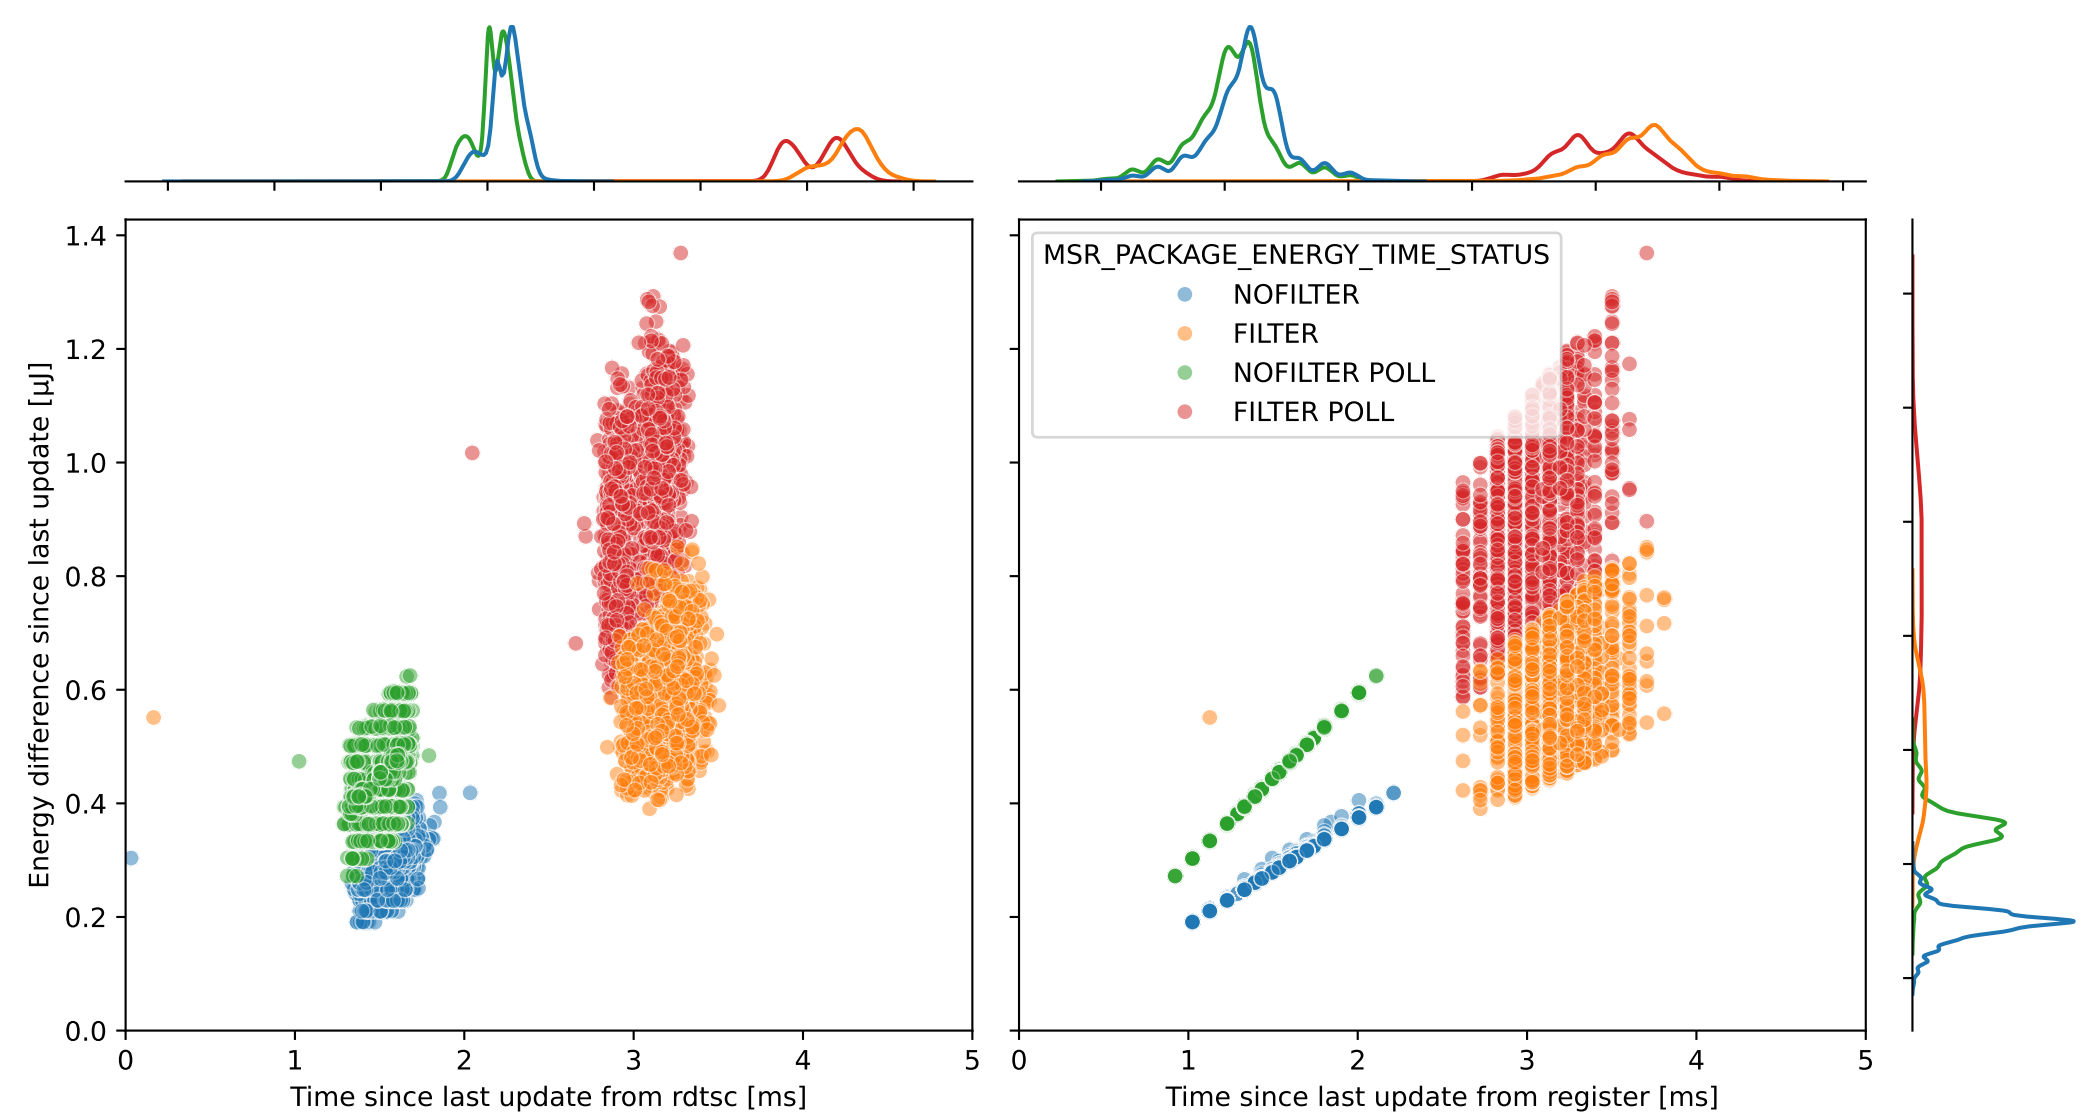 1.4
1.2
1.0
0.8
0.6
0.4
0.2
0.0
Energy difference since last update [µJ]
0 1 2 3 4 5
Time since last update from rdtsc [ms]
MSR_PACKAGE_ENERGY_TIME_STATUS
NOFILTER
FILTER
NOFILTER POLL
FILTER POLL
0 1 2 3 4 5
Time since last update from register [ms]